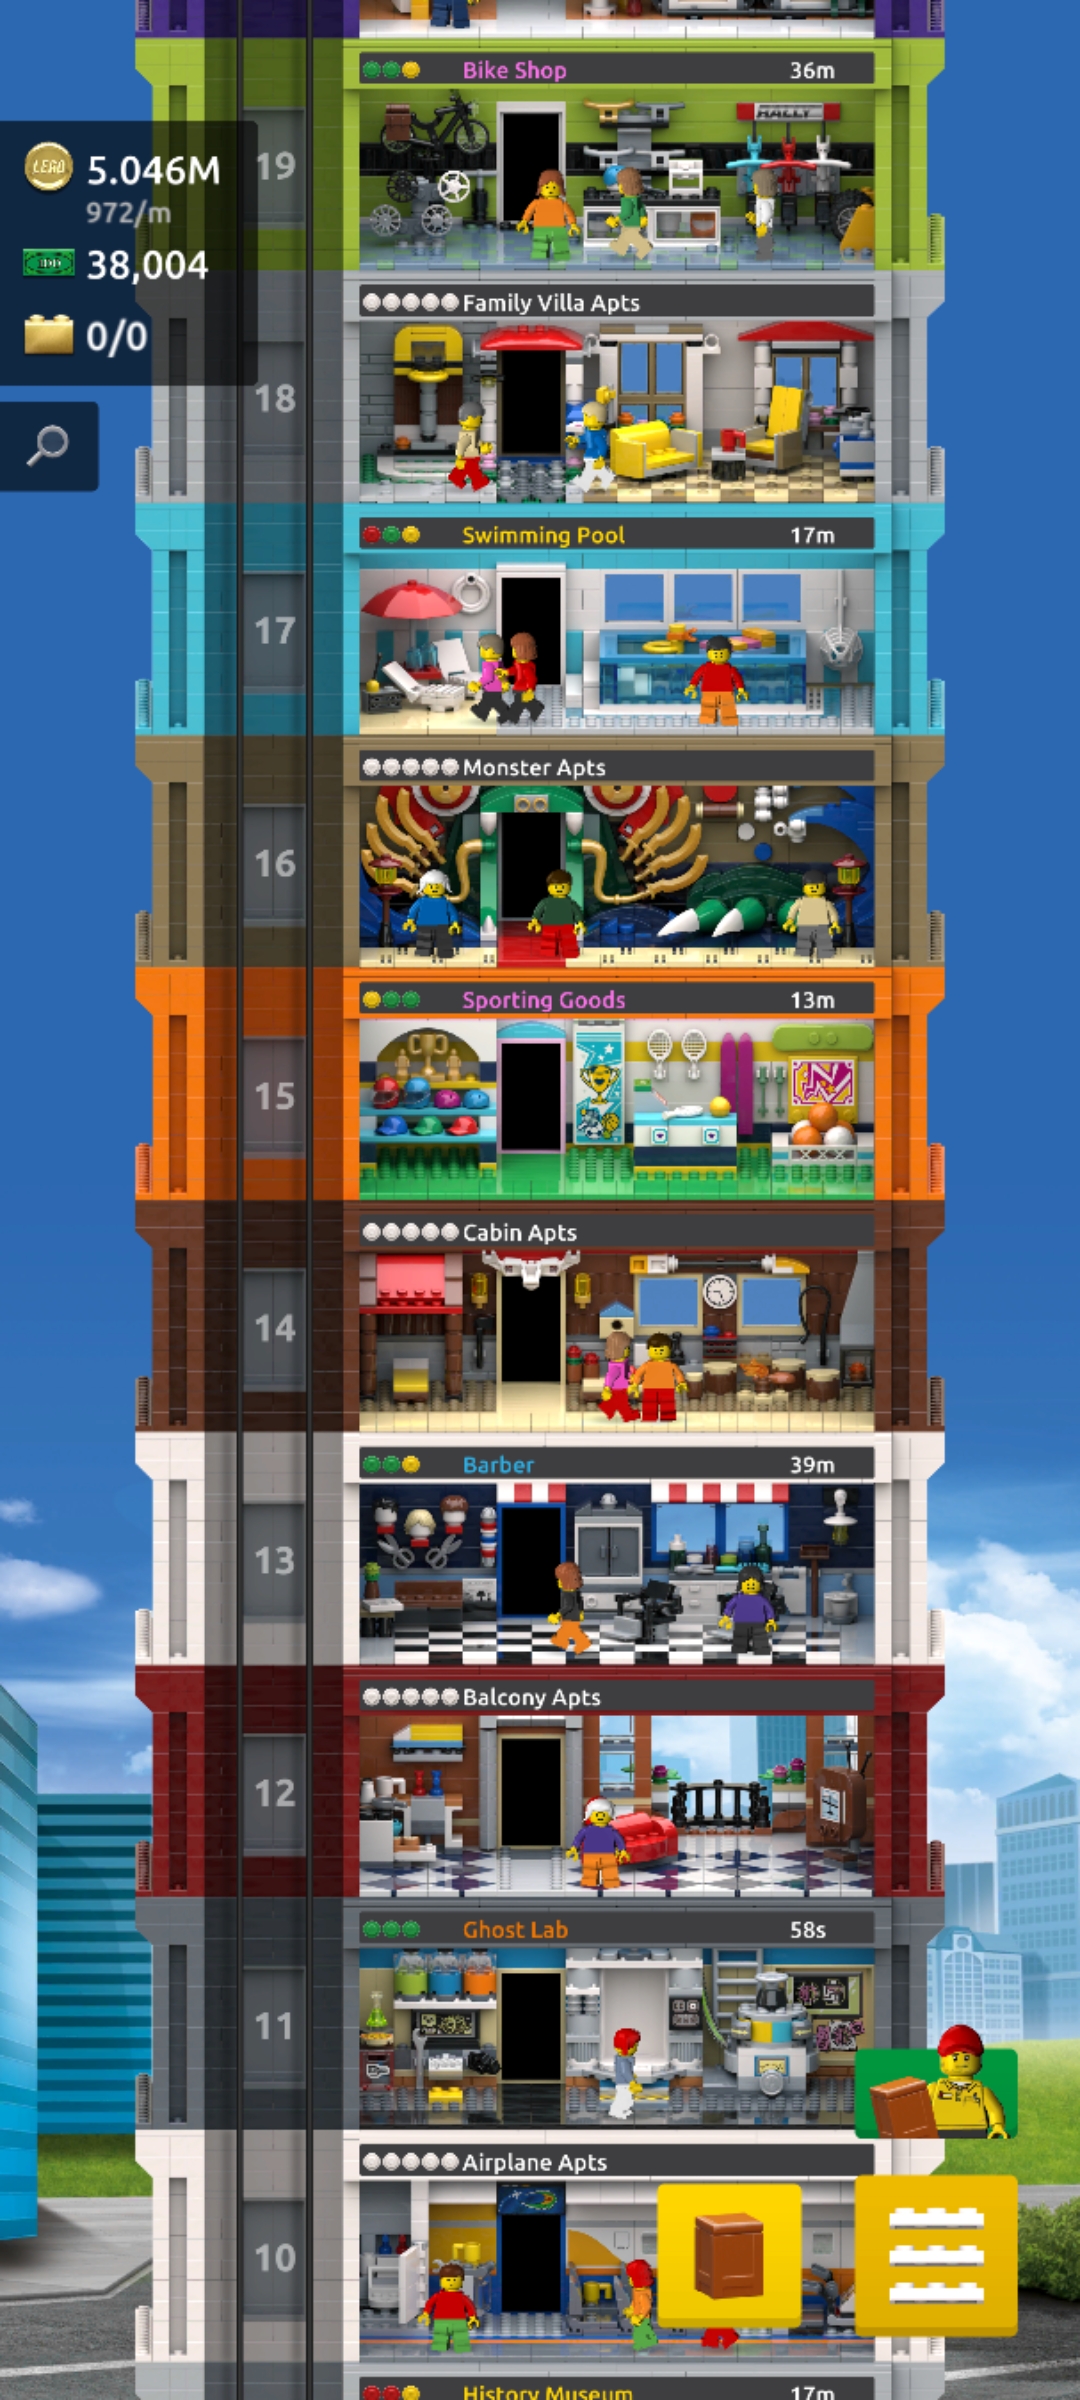 Bike Shop 36m
RALLY
19
LEGO 5.046M
972/m
38,004
0/0
Family Villa Apts
18
Swimming Pool 17m
17
Monster Apts
16
Sporting Goods 13m
15
Cabin Apts
14
Barber 39m
13
Balcony Apts
12
Ghost Lab 58s
11
Airplane Apts
10
History Museum 17m